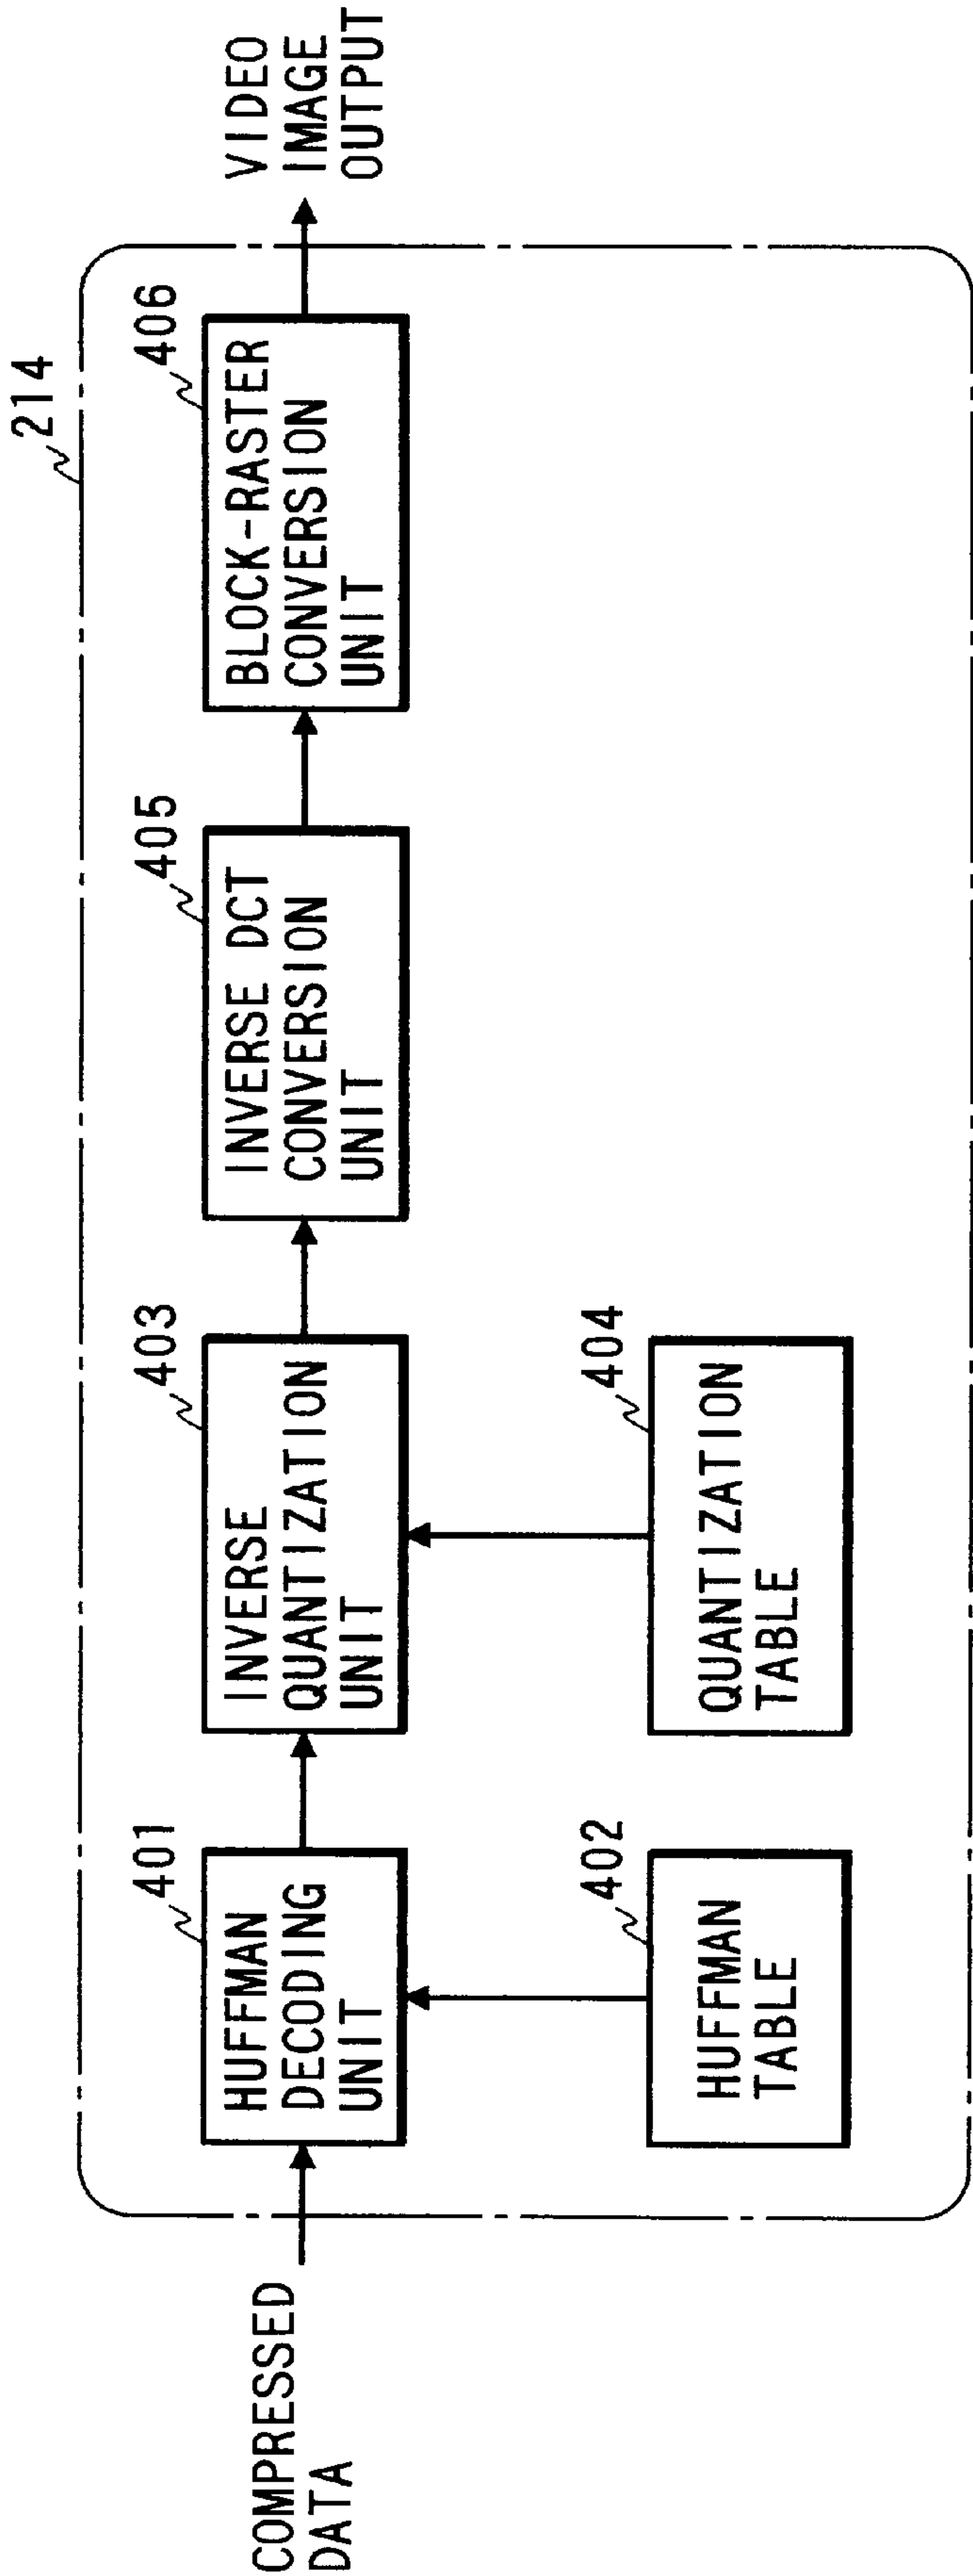 214
COMPRESSED
DATA
401
HUFFMAN
DECODING
UNIT
403
INVERSE
QUANTIZATION
UNIT
405
INVERSE DCT
CONVERSION
UNIT
406
BLOCK-RASTER
CONVERSION
UNIT
VIDEO
IMAGE
OUTPUT
402
HUFFMAN
TABLE
404
QUANTIZATION
TABLE